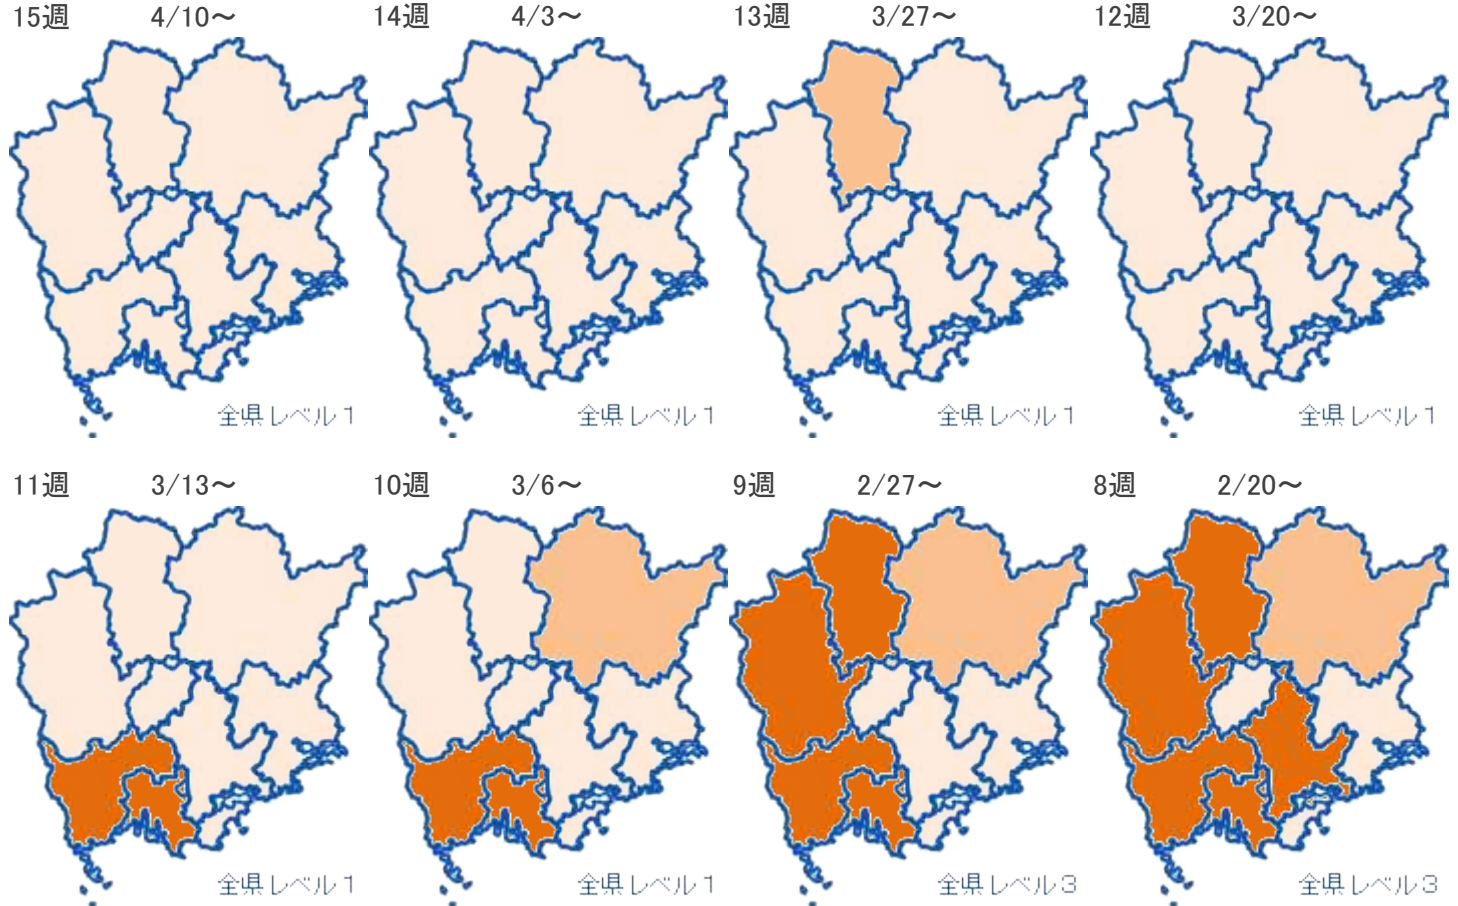 15週 4/10～
14週 4/3～
13週 3/27～
12週 3/20～
全県レベル1
全県レベル1
全県レベル1
全県レベル1
11週 3/13～
10週 3/6～
9週 2/27～
8週 2/20～
全県レベル1
全県レベル1
全県レベル3
全県レベル3